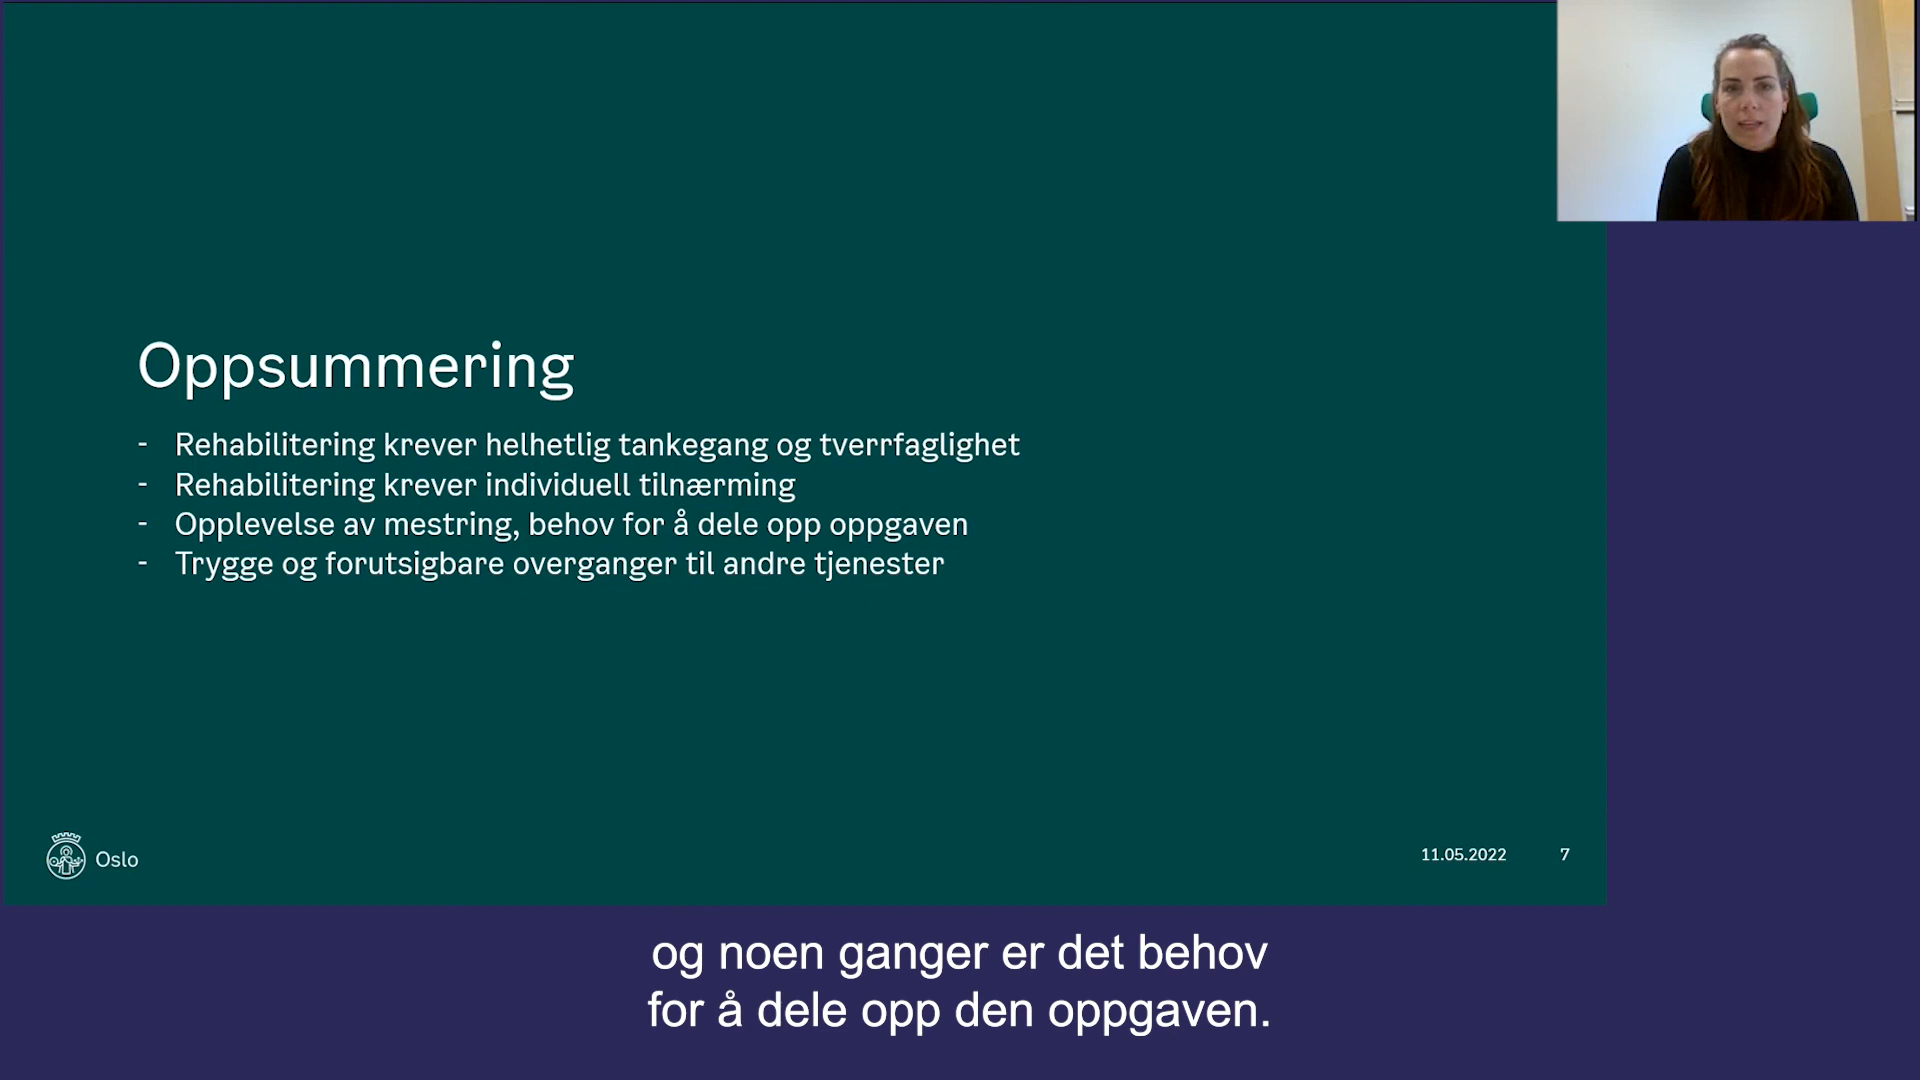 Oppsummering
- Rehabilitering krever helhetlig tankegang og tverrfaglighet
- Rehabilitering krever individuell tilnærming
- Opplevelse av mestring, behov for å dele opp oppgaven
- Trygge og forutsigbare overganger til andre tjenester
Oslo
11.05.2022 7
og noen ganger er det behov
for å dele opp den oppgaven.